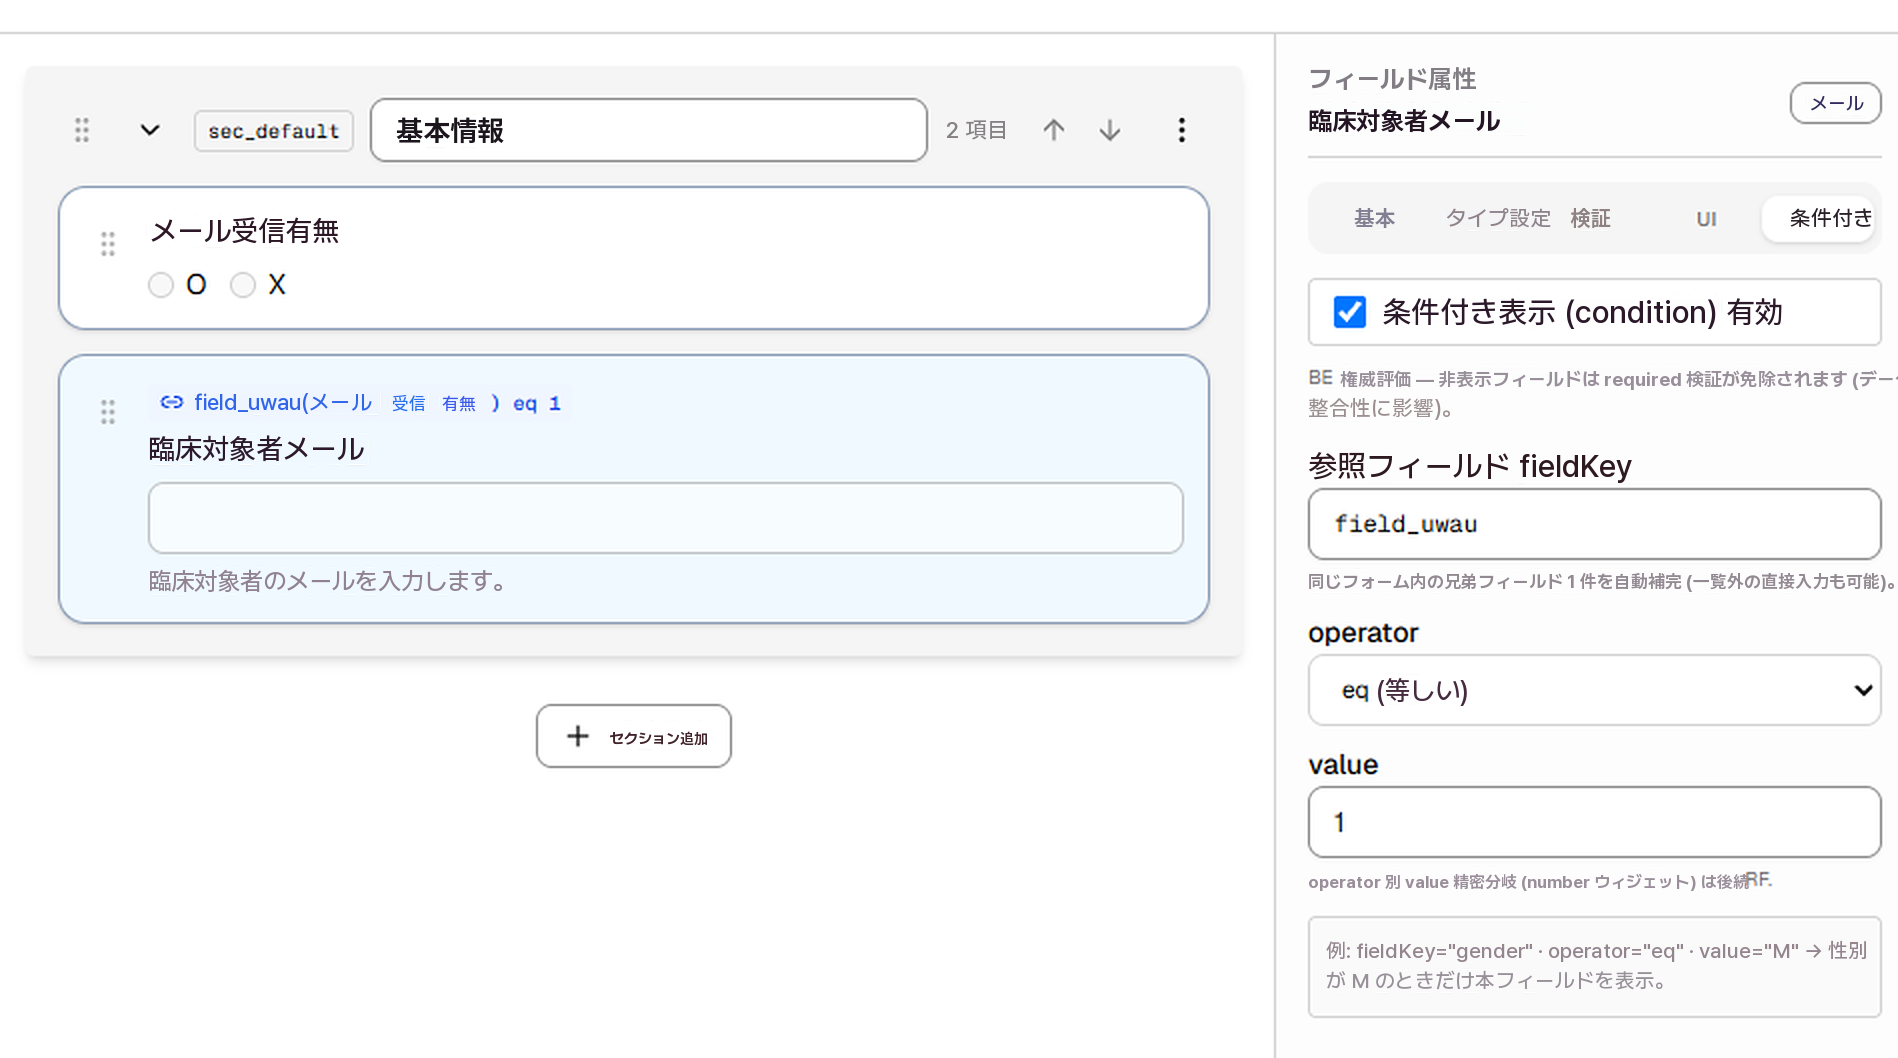 sec_default
基本情報
2 項目
メール受信有無
O X
field_uwau(メール 受信 有無 ) eq 1
臨床対象者メール
臨床対象者のメールを入力します。
セクション追加
フィールド属性
臨床対象者メール
メール
基本 タイプ設定 検証 UI 条件付き
条件付き表示 (condition) 有効
BE 権威評価 — 非表示フィールドは required 検証が免除されます (デー
整合性に影響)。
参照フィールド fieldKey
field_uwau
同じフォーム内の兄弟フィールド 1 件を自動補完 (一覧外の直接入力も可能)。
operator
eq (等しい)
value
1
operator 別 value 精密分岐 (number ウィジェット) は後続RF.
例: fieldKey="gender" · operator="eq" · value="M" → 性別
が M のときだけ本フィールドを表示。